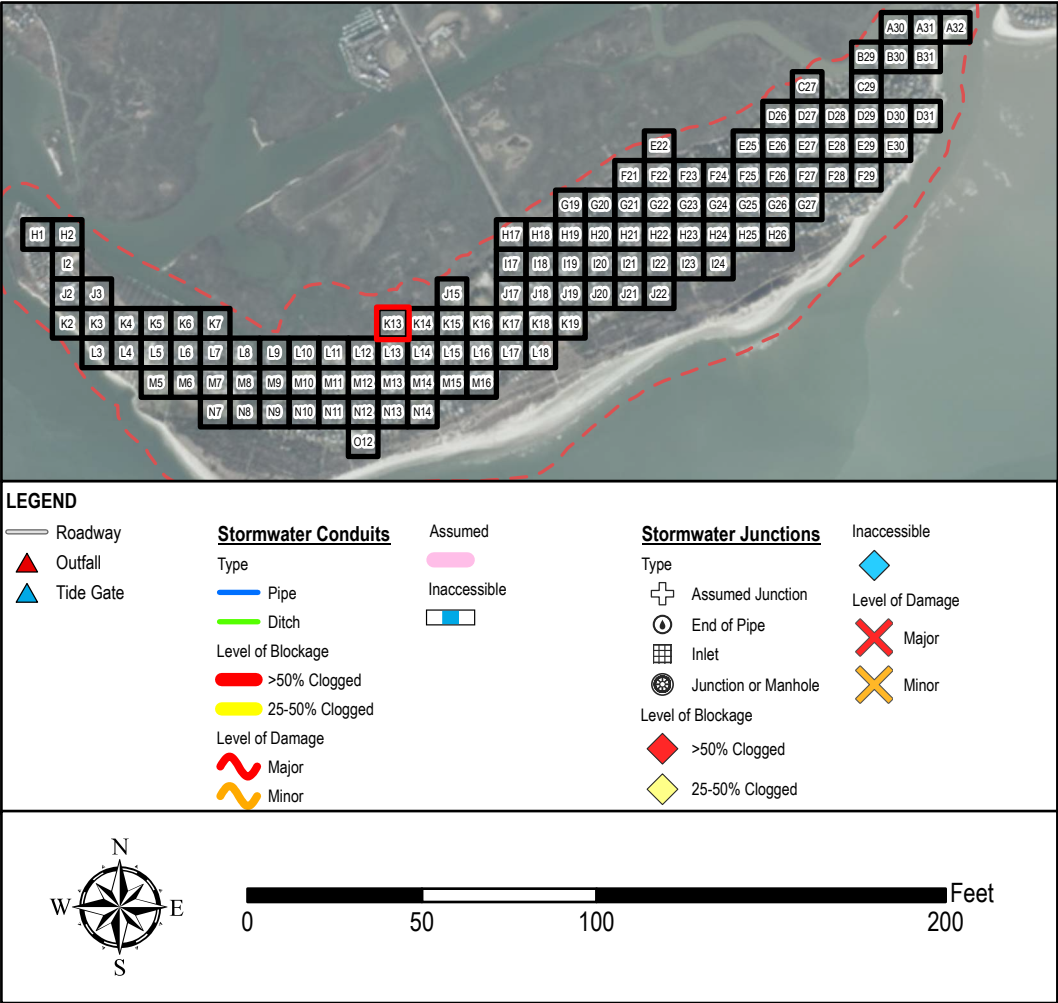 A30 A31 A32
B29 B30 B31
C27 C29
D26 D27 D28 D29 D30 D31
E22 E25 E26 E27 E28 E29 E30
F21 F22 F23 F24 F25 F26 F27 F28 F29
G19 G20 G21 G22 G23 G24 G25 G26 G27
H1 H2 H17 H18 H19 H20 H21 H22 H23 H24 H25 H26
I2 I17 I18 I19 I20 I21 I22 I23 I24
J2 J3 J15 J17 J18 J19 J20 J21 J22
K2 K3 K4 K5 K6 K7 K13 K14 K15 K16 K17 K18 K19
L3 L4 L5 L6 L7 L8 L9 L10 L11 L12 L13 L14 L15 L16 L17 L18
M5 M6 M7 M8 M9 M10 M11 M12 M13 M14 M15 M16
N7 N8 N9 N10 N11 N12 N13 N14
O12
LEGEND
Roadway
Outfall
Tide Gate
Stormwater Conduits
Type
Pipe
Ditch
Level of Blockage
>50% Clogged
25-50% Clogged
Level of Damage
Major
Minor
Assumed
Inaccessible
Stormwater Junctions
Type
Assumed Junction
End of Pipe
Inlet
Junction or Manhole
Level of Blockage
>50% Clogged
25-50% Clogged
Inaccessible
Level of Damage
Major
Minor
N
W E
S
Feet
0 50 100 200